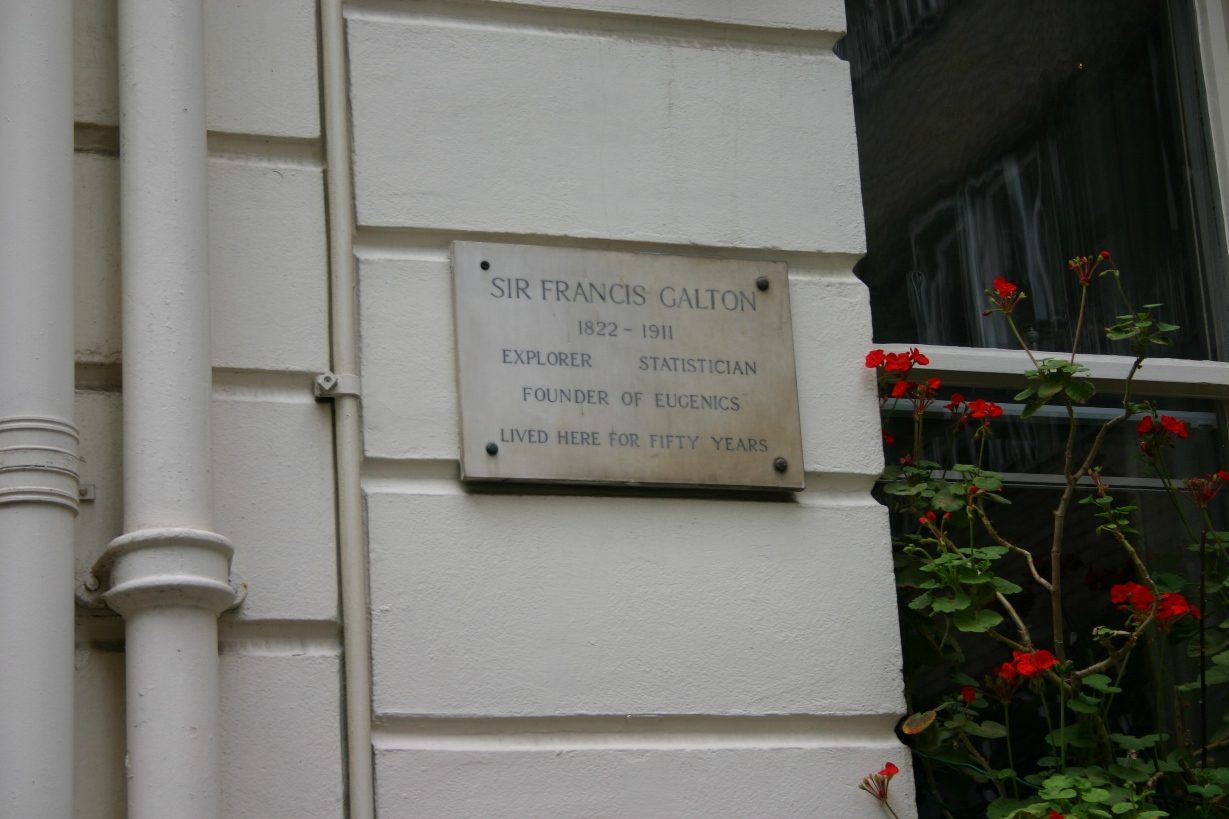 SIR FRANCIS GALTON
1822 – 1911
EXPLORER STATISTICIAN
FOUNDER OF EUGENICS
LIVED HERE FOR FIFTY YEARS